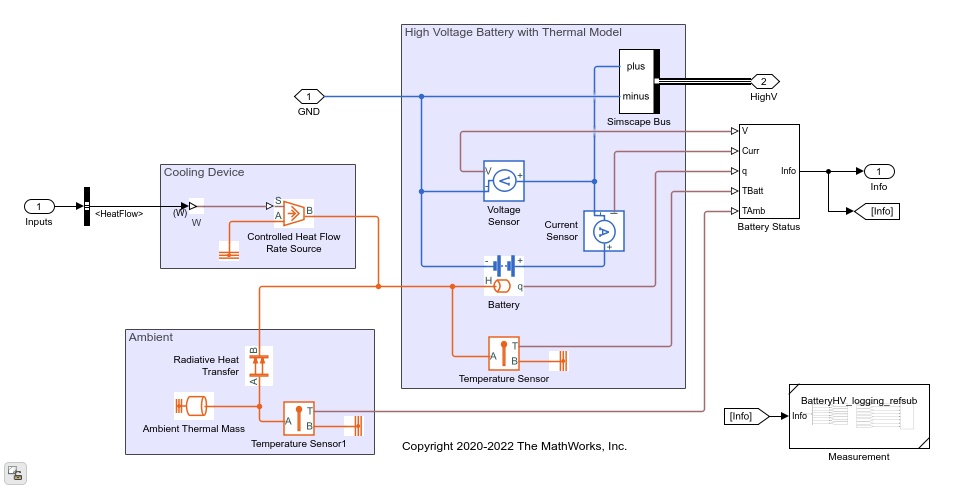 High Voltage Battery with Thermal Model
plus
minus
Simscape Bus
2
HighV
1
GND
V
Curr
q
TBatt
TAmb
Info
Battery Status
1
Info
[Info]
Cooling Device
1
Inputs
<HeatFlow>
(W)
W
S
A
B
Controlled Heat Flow
Rate Source
V
-
+
V
Voltage
Sensor
Current
Sensor
-
I
A
+
-
+
H
q
Battery
A
T
B
Temperature Sensor
Ambient
Radiative Heat
Transfer
B
A
Ambient Thermal Mass
A
T
B
Temperature Sensor1
Copyright 2020-2022 The MathWorks, Inc.
[Info]
Info
BatteryHV_logging_refsub
Measurement